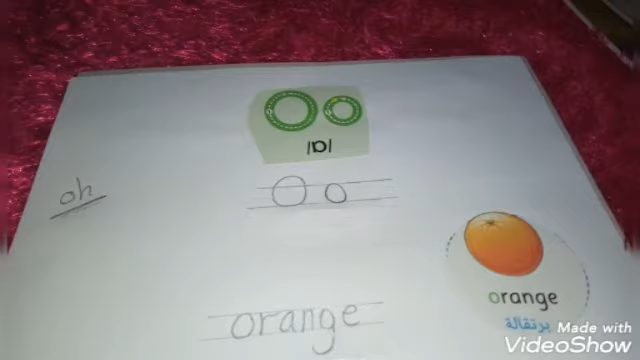 Oo
/ɒ/
oh
Oo
orange
orange
برتقالة
Made with
VideoShow